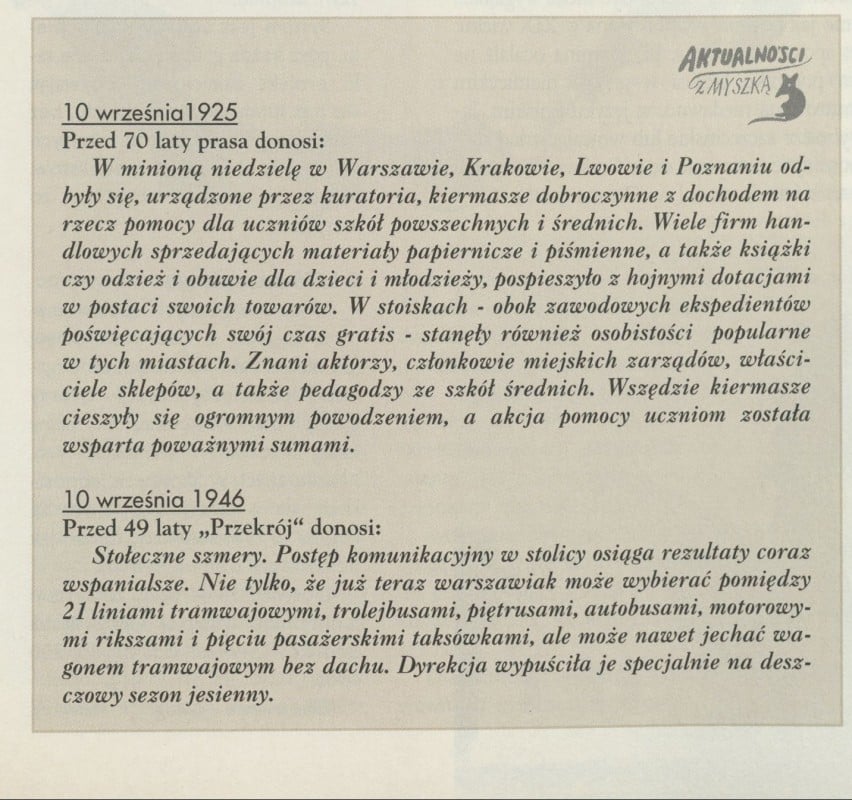 AKTUALNOŚCI
Z MYSZKĄ
10 września1925
Przed 70 laty prasa donosi:
W minioną niedzielę w Warszawie, Krakowie, Lwowie i Poznaniu od-
były się, urządzone przez kuratoria, kiermasze dobroczynne z dochodem na
rzecz pomocy dla uczniów szkół powszechnych i średnich. Wiele firm han-
dlowych sprzedających materiały papiernicze i piśmienne, a także książki
czy odzież i obuwie dla dzieci i młodzieży, pospieszyło z hojnymi dotacjami
w postaci swoich towarów. W stoiskach - obok zawodowych ekspedientów
poświęcających swój czas gratis - stanęły również osobistości popularne
w tych miastach. Znani aktorzy, członkowie miejskich zarządów, właści-
ciele sklepów, a także pedagodzy ze szkół średnich. Wszędzie kiermasze
cieszyły się ogromnym powodzeniem, a akcja pomocy uczniom została
wsparta poważnymi sumami.
10 września 1946
Przed 49 laty „Przekrój“ donosi:
Stołeczne szmery. Postęp komunikacyjny w stolicy osiąga rezultaty coraz
wspanialsze. Nie tylko, że już teraz warszawiak może wybierać pomiędzy
21 liniami tramwajowymi, trolejbusami, piętrusami, autobusami, motorowy-
mi rikszami i pięciu pasażerskimi taksówkami, ale może nawet jechać wa-
gonem tramwajowym bez dachu. Dyrekcja wypuściła je specjalnie na desz-
czowy sezon jesienny.